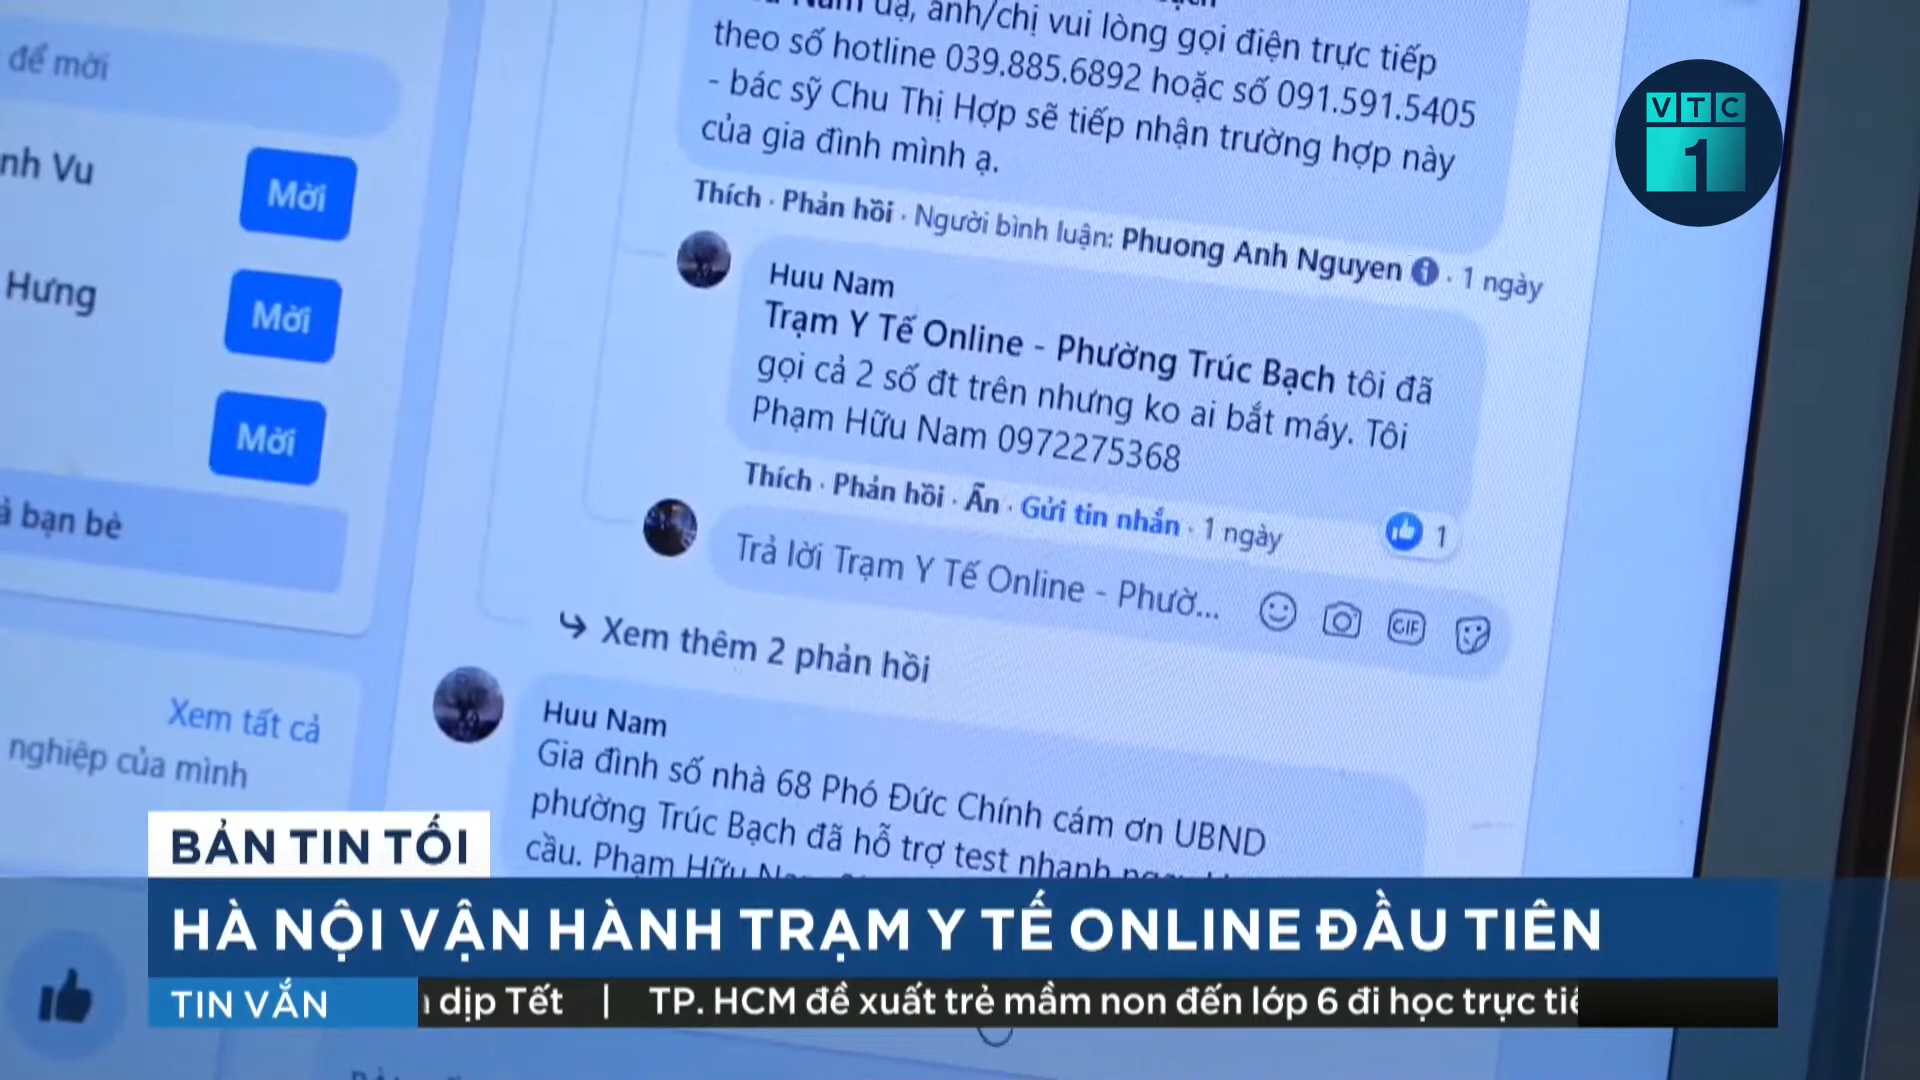 để mời
nh Vu
Mời
Hưng
Mời
Mời
bạn bè
Xem tất cả
nghiệp của mình
Nam dạ, anh/chị vui lòng gọi điện trực tiếp
theo số hotline 039.885.6892 hoặc số 091.591.5405
- bác sỹ Chu Thị Hợp sẽ tiếp nhận trường hợp này
của gia đình mình ạ.
Thích · Phản hồi · Người bình luận: Phuong Anh Nguyen · 1 ngày
Huu Nam
Trạm Y Tế Online - Phường Trúc Bạch tôi đã
gọi cả 2 số đt trên nhưng ko ai bắt máy. Tôi
Phạm Hữu Nam 0972275368
Thích · Phản hồi · Ẩn · Gửi tin nhắn · 1 ngày
1
Trả lời Trạm Y Tế Online - Phườ...
GIF
Xem thêm 2 phản hồi
Huu Nam
Gia đình số nhà 68 Phó Đức Chính cám ơn UBND
phường Trúc Bạch đã hỗ trợ test nhanh
cầu. Phạm Hữu
VTC
1
BẢN TIN TỐI
HÀ NỘI VẬN HÀNH TRẠM Y TẾ ONLINE ĐẦU TIÊN
TIN VẮN
dịp Tết | TP. HCM đề xuất trẻ mầm non đến lớp 6 đi học trực tiế